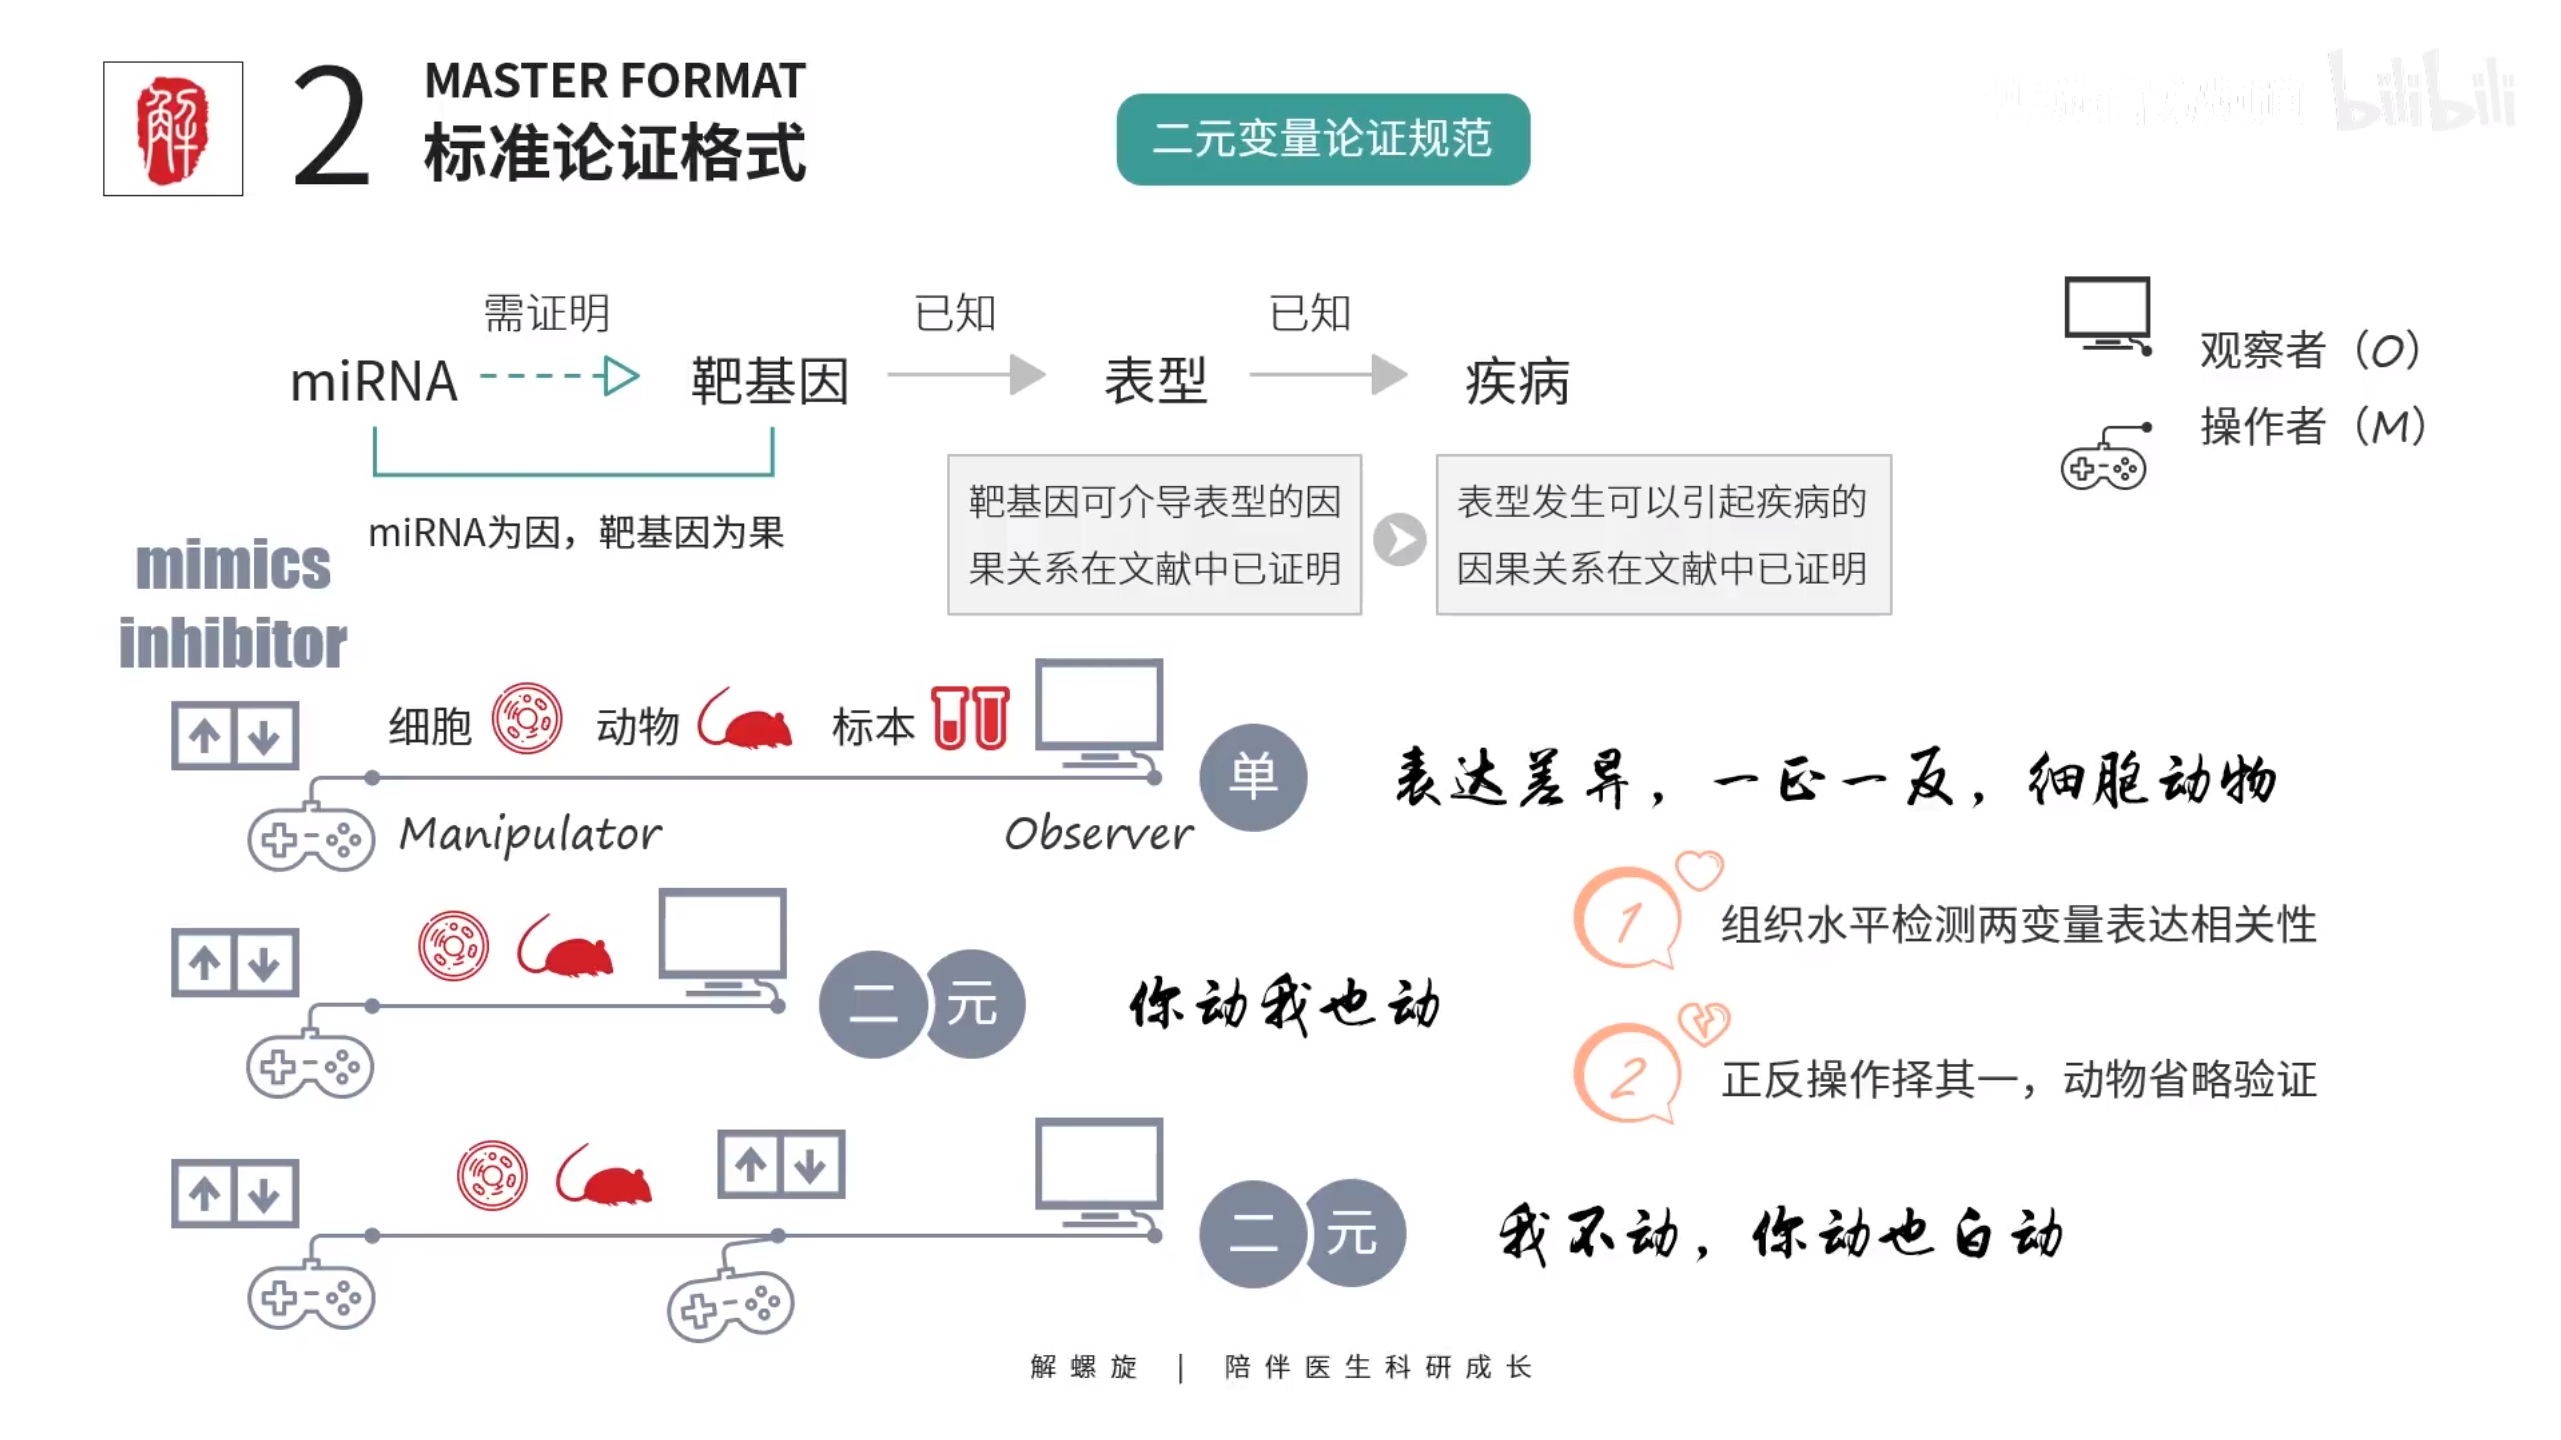 解
2
MASTER FORMAT
标准论证格式
二元变量论证规范
bilibili
需证明
已知
已知
miRNA
靶基因
表型
疾病
观察者（O）
操作者（M）
miRNA为因，靶基因为果
靶基因可介导表型的因
果关系在文献中已证明
表型发生可以引起疾病的
因果关系在文献中已证明
mimics
inhibitor
细胞
动物
标本
单
表达差异，一正一反，细胞动物
Manipulator
Observer
1
组织水平检测两变量表达相关性
二元
你动我也动
2
正反操作择其一，动物省略验证
二元
我不动，你动也白动
解螺旋 | 陪伴医生科研成长